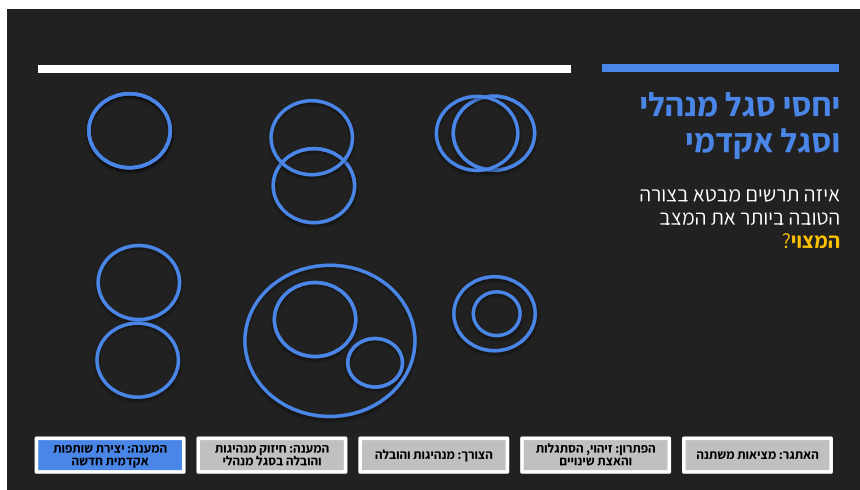 יחסי סגל מנהלי
וסגל אקדמי
איזה תרשים מבטא בצורה
הטובה ביותר את המצב
המצוי?
האתגר: מציאות משתנה
הפתרון: זיהוי, הסתגלות
והאצת שינויים
הצורך: מנהיגות והובלה
המענה: חיזוק מנהיגות
והובלה בסגל מנהלי
המענה: יצירת שותפות
אקדמית חדשה